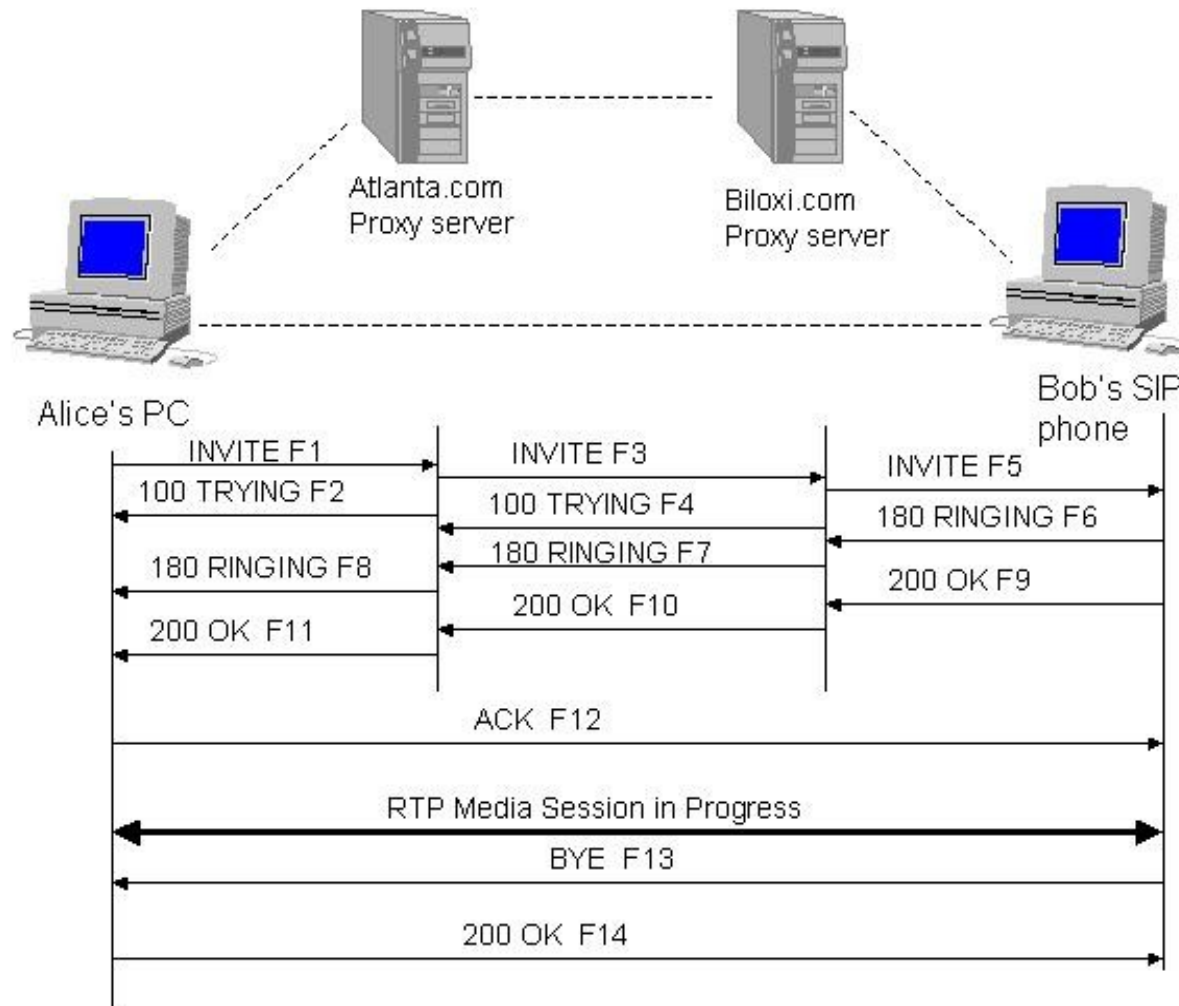 Atlanta.com
Proxy server
Biloxi.com
Proxy server
Alice's PC
Bob's SIP
phone
INVITE F1
INVITE F3
INVITE F5
100 TRYING F2
100 TRYING F4
180 RINGING F6
180 RINGING F8
180 RINGING F7
200 OK F9
200 OK F11
200 OK F10
ACK F12
RTP Media Session in Progress
BYE F13
200 OK F14